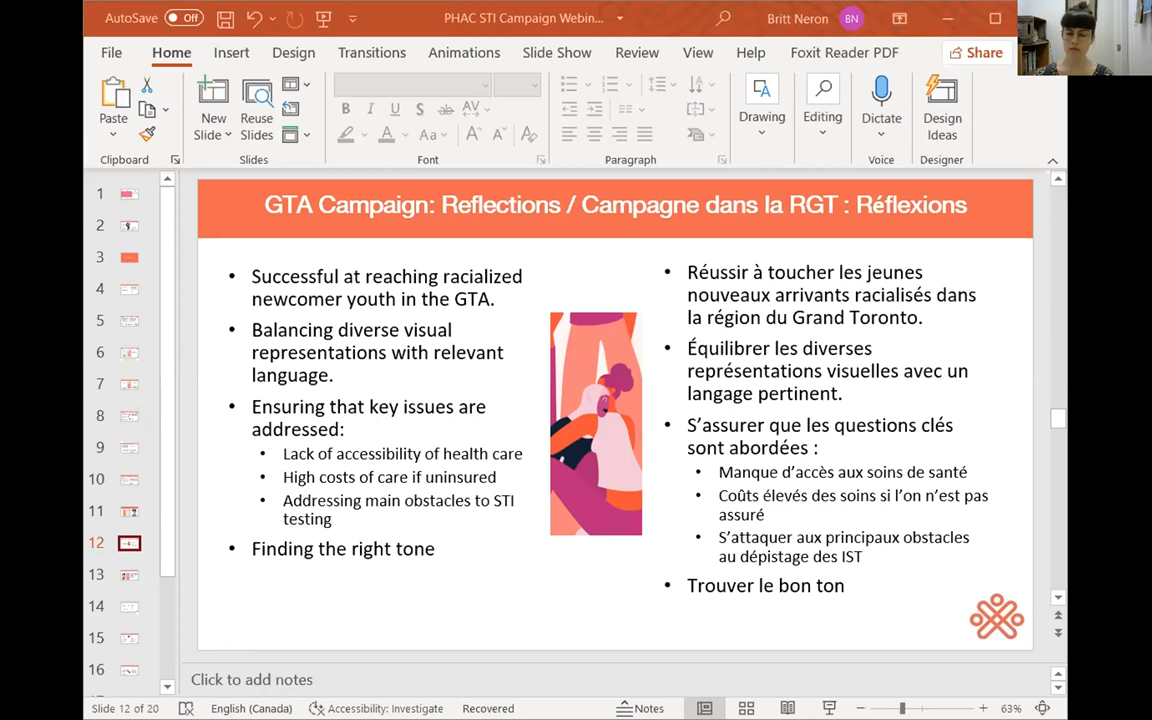 AutoSave Off PHAC STI Campaign Webin... Britt Neron BN
File Home Insert Design Transitions Animations Slide Show Review View Help Foxit Reader PDF Share
Paste New Slide Reuse Slides B I U S ab AV Aa A A Drawing Editing Dictate Design Ideas
Clipboard Slides Font Paragraph Voice Designer
1
2
3
4
5
6
7
8
9
10
11
12
13
14
15
16
GTA Campaign: Reflections / Campagne dans la RGT : Réflexions
• Successful at reaching racialized
newcomer youth in the GTA.
• Balancing diverse visual
representations with relevant
language.
• Ensuring that key issues are
addressed:
• Lack of accessibility of health care
• High costs of care if uninsured
• Addressing main obstacles to STI
testing
• Finding the right tone
• Réussir à toucher les jeunes
nouveaux arrivants racialisés dans
la région du Grand Toronto.
• Équilibrer les diverses
représentations visuelles avec un
langage pertinent.
• S’assurer que les questions clés
sont abordées :
• Manque d’accès aux soins de santé
• Coûts élevés des soins si l’on n’est pas
assuré
• S’attaquer aux principaux obstacles
au dépistage des IST
• Trouver le bon ton
Click to add notes
Slide 12 of 20 English (Canada) Accessibility: Investigate Recovered Notes 63%